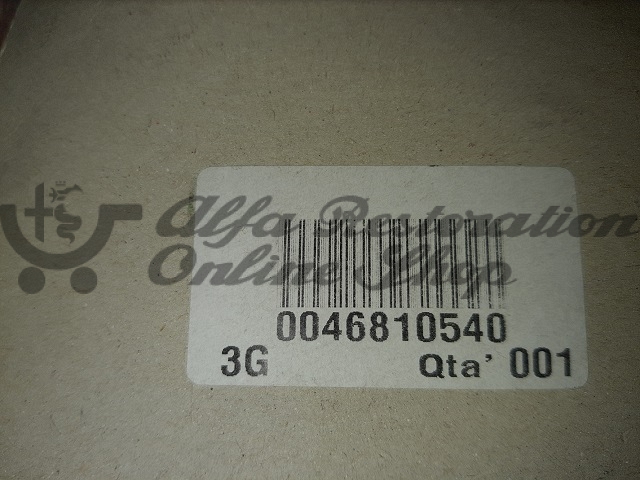 Alfa Restoration
Online Shop
0046810540
3G Qta' 001